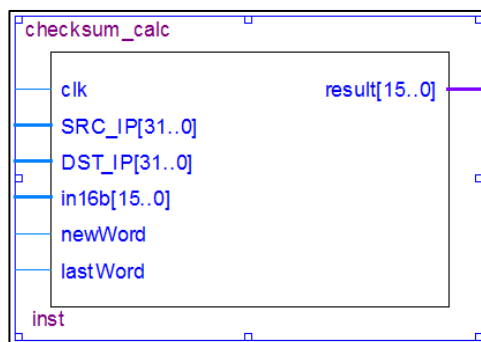 checksum_calc
clk result[15..0]
SRC_IP[31..0]
DST_IP[31..0]
in16b[15..0]
newWord
lastWord
inst